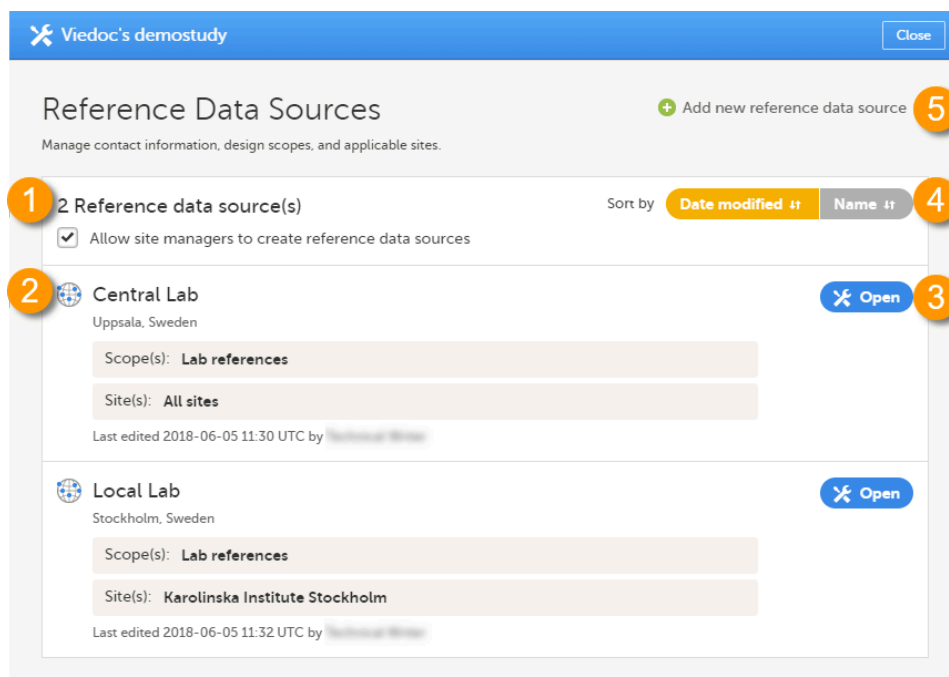 Viedoc's demostudy Close
Reference Data Sources
Add new reference data source 5
Manage contact information, design scopes, and applicable sites.
1 2 Reference data source(s) Sort by Date modified Name 4
Allow site managers to create reference data sources
2 Central Lab Open 3
Uppsala, Sweden
Scope(s): Lab references
Site(s): All sites
Last edited 2018-06-05 11:30 UTC by
Local Lab Open
Stockholm, Sweden
Scope(s): Lab references
Site(s): Karolinska Institute Stockholm
Last edited 2018-06-05 11:32 UTC by